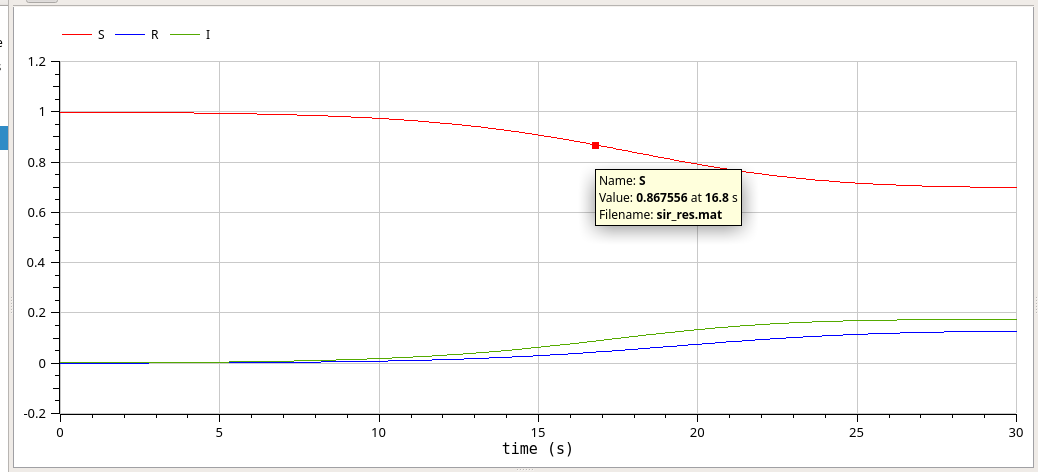 S R I
1.2
1
0.8
0.6
0.4
0.2
0
-0.2
Name: S
Value: 0.867556 at 16.8 s
Filename: sir_res.mat
0 5 10 15 20 25 30
time (s)